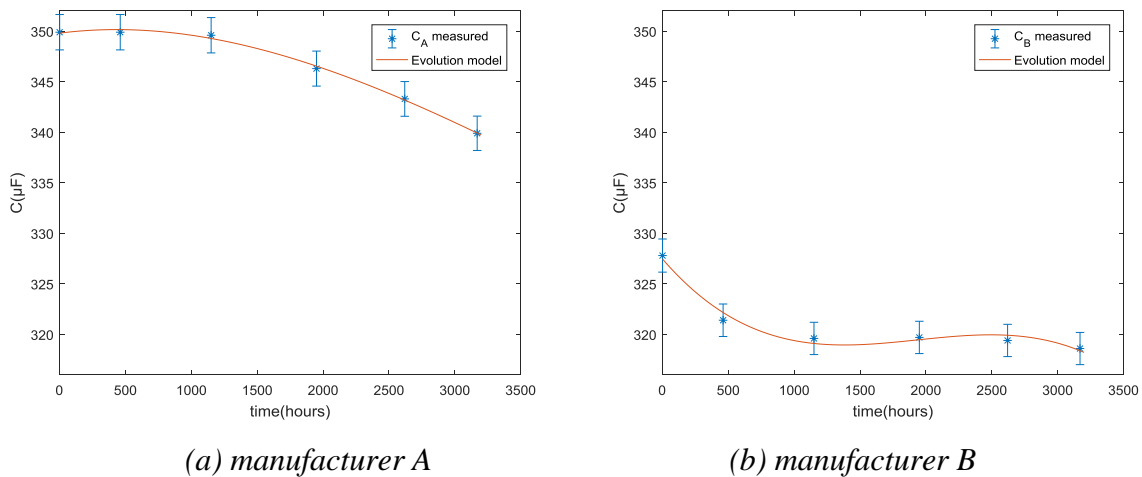 350
345
340
335
330
325
320
C(µF)
0 500 1000 1500 2000 2500 3000 3500
time(hours)
C_A measured
Evolution model
(a) manufacturer A
350
345
340
335
330
325
320
C(µF)
0 500 1000 1500 2000 2500 3000 3500
time(hours)
C_B measured
Evolution model
(b) manufacturer B